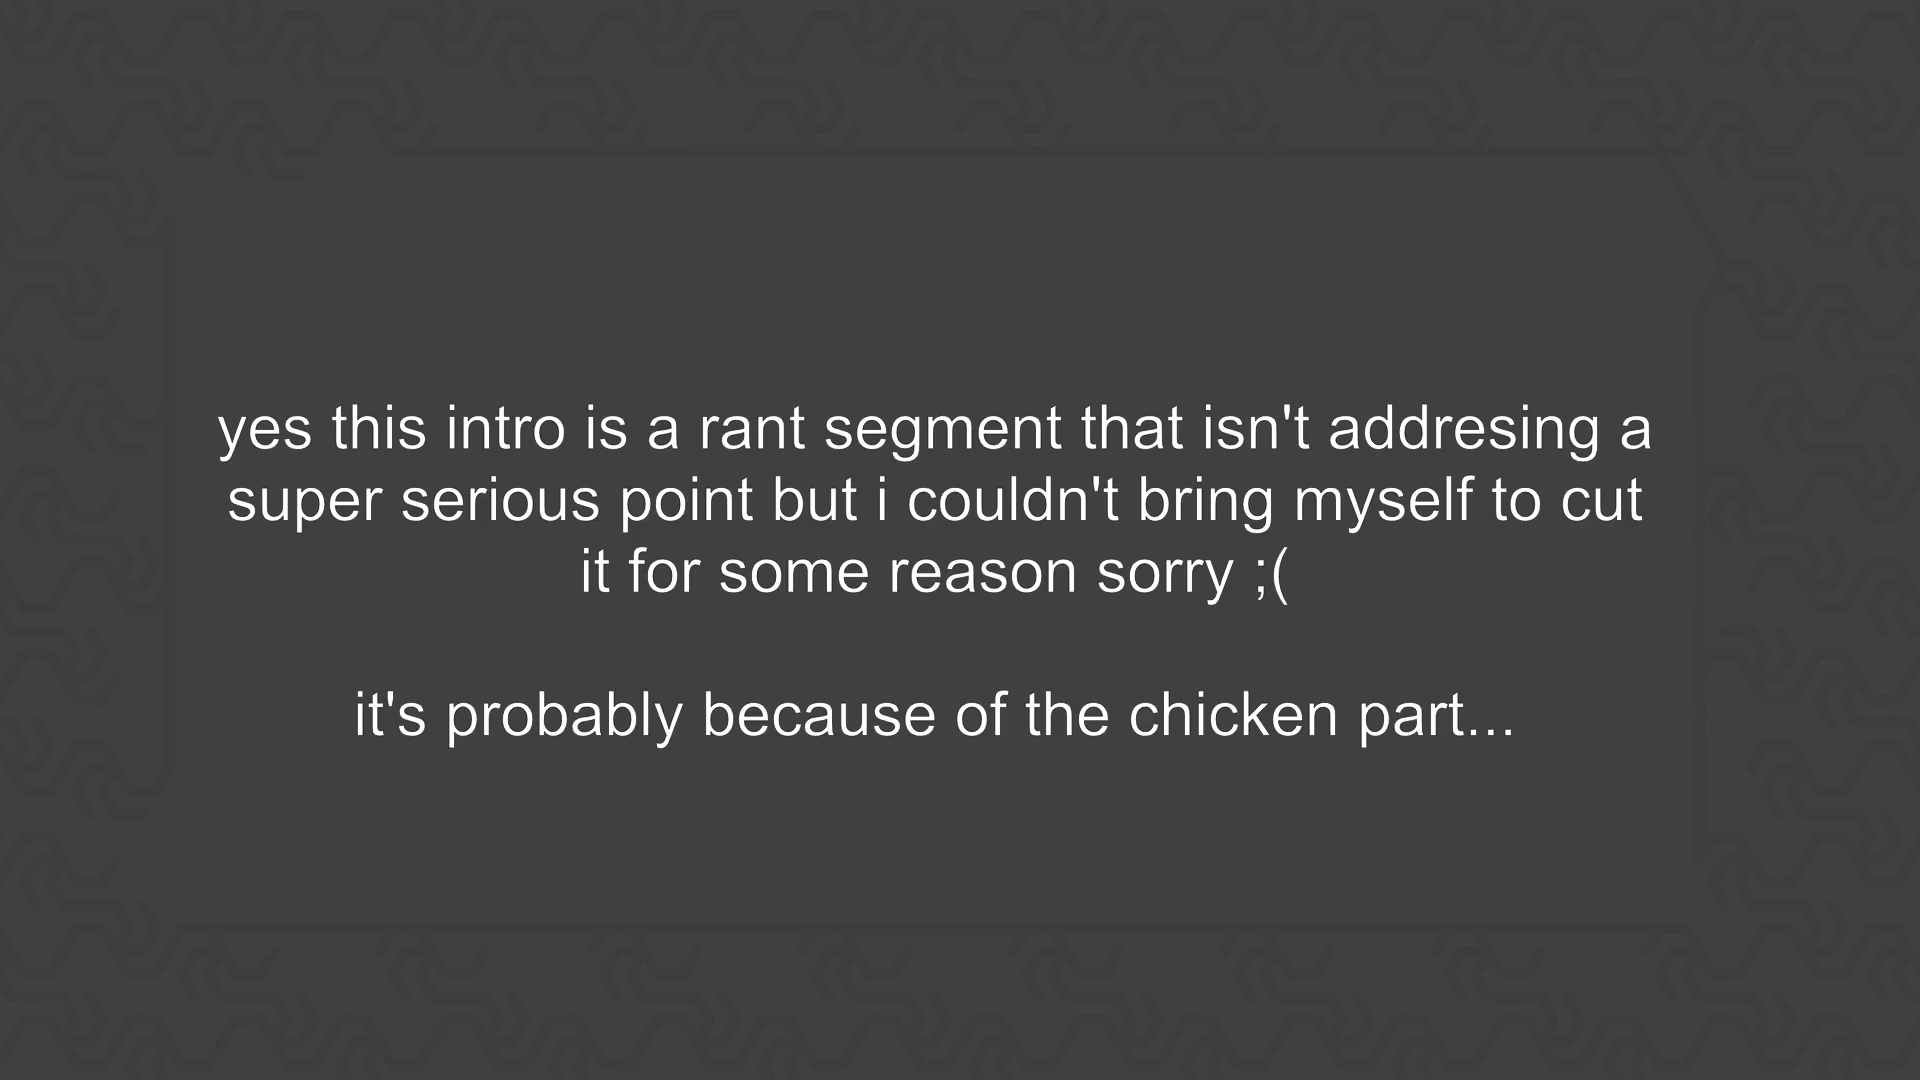 yes this intro is a rant segment that isn't addresing a
super serious point but i couldn't bring myself to cut
it for some reason sorry ;(
it's probably because of the chicken part...